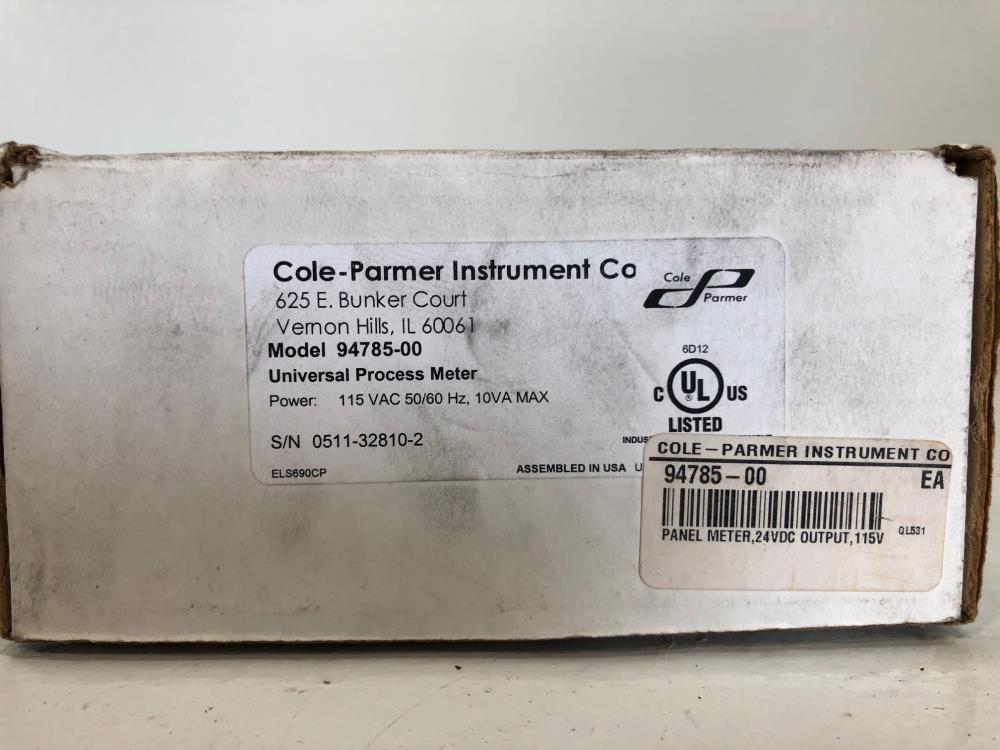 Cole-Parmer Instrument Co
625 E. Bunker Court
Vernon Hills, IL 60061
Cole
Parmer
Model 94785-00
Universal Process Meter
Power: 115 VAC 50/60 Hz, 10VA MAX
S/N 0511-32810-2
ELS690CP
6D12
C UL US
®
LISTED
ASSEMBLED IN USA
COLE-PARMER INSTRUMENT CO
94785-00 EA
PANEL METER,24VDC OUTPUT,115V QL531